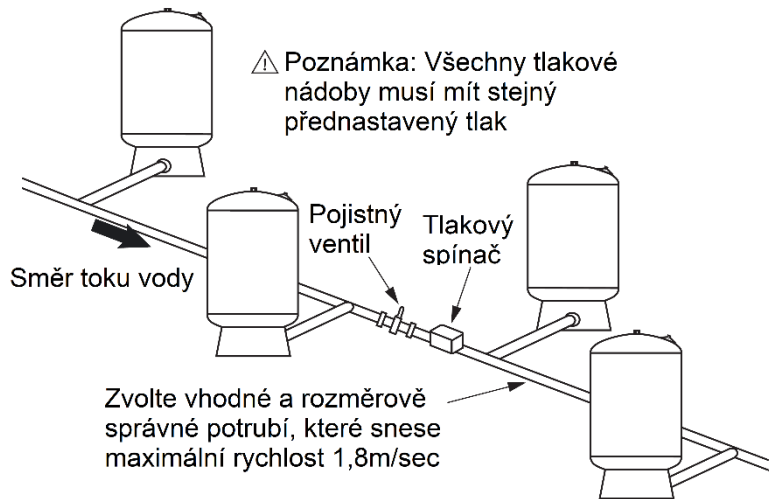 ⚠ Poznámka: Všechny tlakové
nádoby musí mít stejný
přednastavený tlak
Pojistný
ventil
Tlakový
spínač
Směr toku vody
Zvolte vhodné a rozměrově
správné potrubí, které snese
maximální rychlost 1,8m/sec